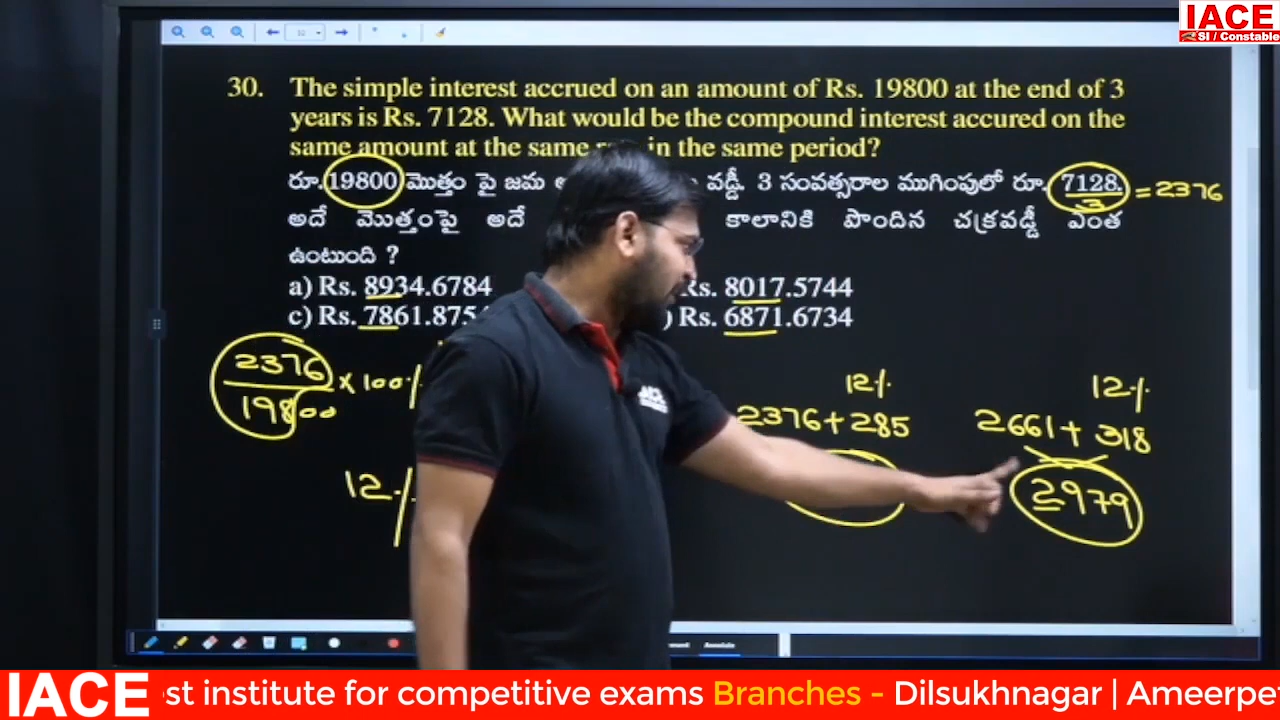 IACE
SI / Constable
30. The simple interest accrued on an amount of Rs. 19800 at the end of 3
years is Rs. 7128. What would be the compound interest accured on the
same amount at the same in the same period?
రూ.19800 మొత్తం పై జమ వడ్డీ. 3 సంవత్సరాల ముగింపులో రూ. 7128.
3
= 2376
అదే మొత్తంపై అదే కాలానికి పొందిన చక్రవడ్డీ ఎంత
ఉంటుంది ?
a) Rs. 8934.6784 Rs. 8017.5744
c) Rs. 7861.875 ) Rs. 6871.6734
2376
19800
× 100%
12%
12%
2376 + 285
12%
2661 + 318
2979
IACE st institute for competitive exams Branches - Dilsukhnagar | Ameerpe